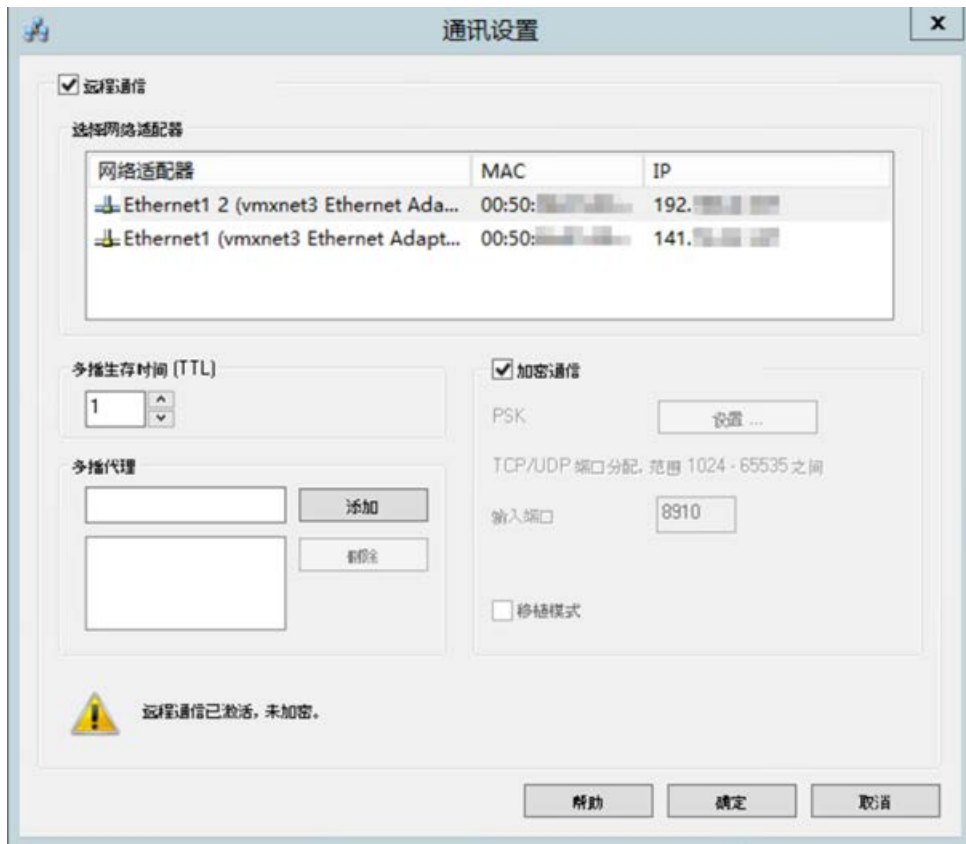 通讯设置
远程通信
选择网络适配器
网络适配器 MAC IP
Ethernet1 2 (vmxnet3 Ethernet Ada... 00:50: 192.
Ethernet1 (vmxnet3 Ethernet Adapt... 00:50: 141.
多播生存时间 (TTL)
1
加密通信
PSK 设置 ...
TCP/UDP 端口分配, 范围 1024 - 65535 之间
输入端口 8910
移植模式
多播代理
添加
删除
远程通信已激活, 未加密。
帮助 确定 取消